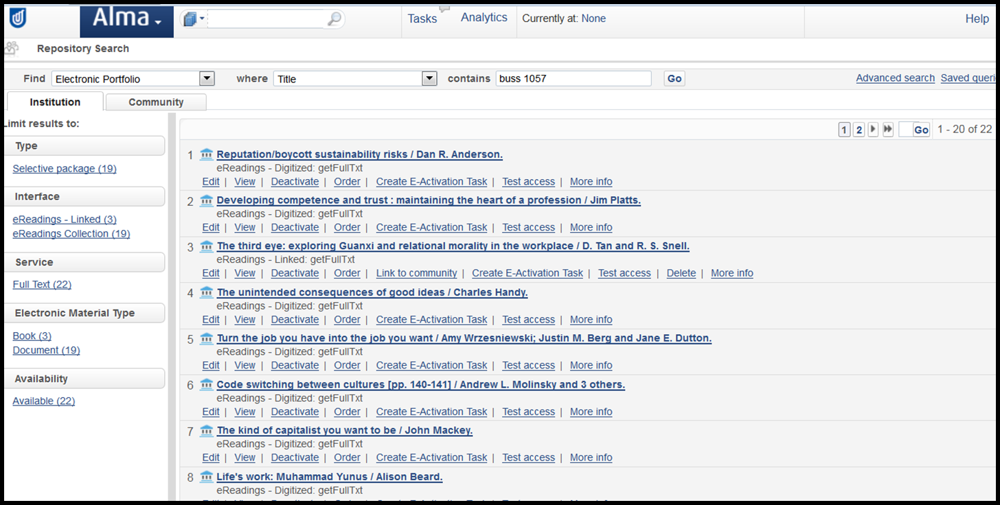 Alma
Tasks Analytics Currently at: None Help
Repository Search
Find Electronic Portfolio where Title contains buss 1057 Go Advanced search Saved queri
Institution Community
Limit results to:
Type
Selective package (19)
Interface
eReadings - Linked (3)
eReadings Collection (19)
Service
Full Text (22)
Electronic Material Type
Book (3)
Document (19)
Availability
Available (22)
1 2 Go 1 - 20 of 22
1 Reputation/boycott sustainability risks / Dan R. Anderson.
eReadings - Digitized: getFullTxt
Edit | View | Deactivate | Order | Create E-Activation Task | Test access | More info
2 Developing competence and trust : maintaining the heart of a profession / Jim Platts.
eReadings - Digitized: getFullTxt
Edit | View | Deactivate | Order | Create E-Activation Task | Test access | More info
3 The third eye: exploring Guanxi and relational morality in the workplace / D. Tan and R. S. Snell.
eReadings - Linked: getFullTxt
Edit | View | Deactivate | Order | Link to community | Create E-Activation Task | Test access | Delete | More info
4 The unintended consequences of good ideas / Charles Handy.
eReadings - Digitized: getFullTxt
Edit | View | Deactivate | Order | Create E-Activation Task | Test access | More info
5 Turn the job you have into the job you want / Amy Wrzesniewski; Justin M. Berg and Jane E. Dutton.
eReadings - Digitized: getFullTxt
Edit | View | Deactivate | Order | Create E-Activation Task | Test access | More info
6 Code switching between cultures [pp. 140-141] / Andrew L. Molinsky and 3 others.
eReadings - Digitized: getFullTxt
Edit | View | Deactivate | Order | Create E-Activation Task | Test access | More info
7 The kind of capitalist you want to be / John Mackey.
eReadings - Digitized: getFullTxt
Edit | View | Deactivate | Order | Create E-Activation Task | Test access | More info
8 Life's work: Muhammad Yunus / Alison Beard.
eReadings - Digitized: getFullTxt